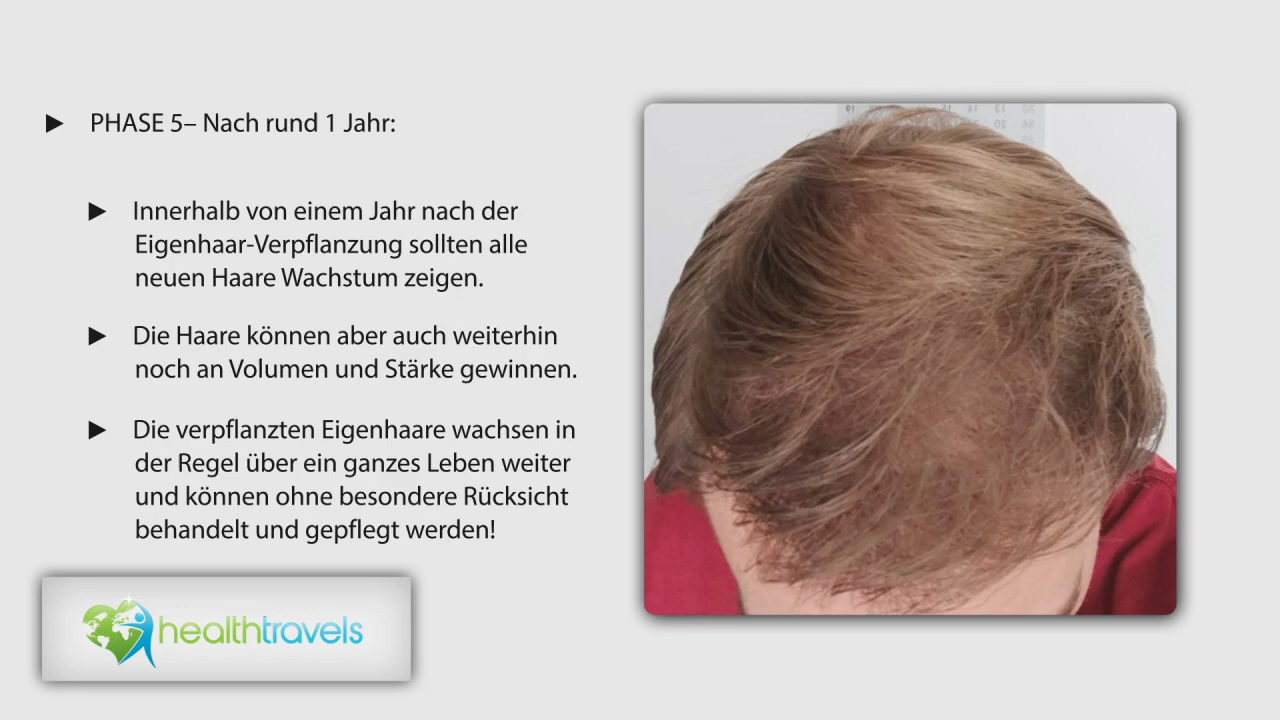 ► PHASE 5– Nach rund 1 Jahr:
► Innerhalb von einem Jahr nach der
Eigenhaar-Verpflanzung sollten alle
neuen Haare Wachstum zeigen.
► Die Haare können aber auch weiterhin
noch an Volumen und Stärke gewinnen.
► Die verpflanzten Eigenhaare wachsen in
der Regel über ein ganzes Leben weiter
und können ohne besondere Rücksicht
behandelt und gepflegt werden!
healthtravels